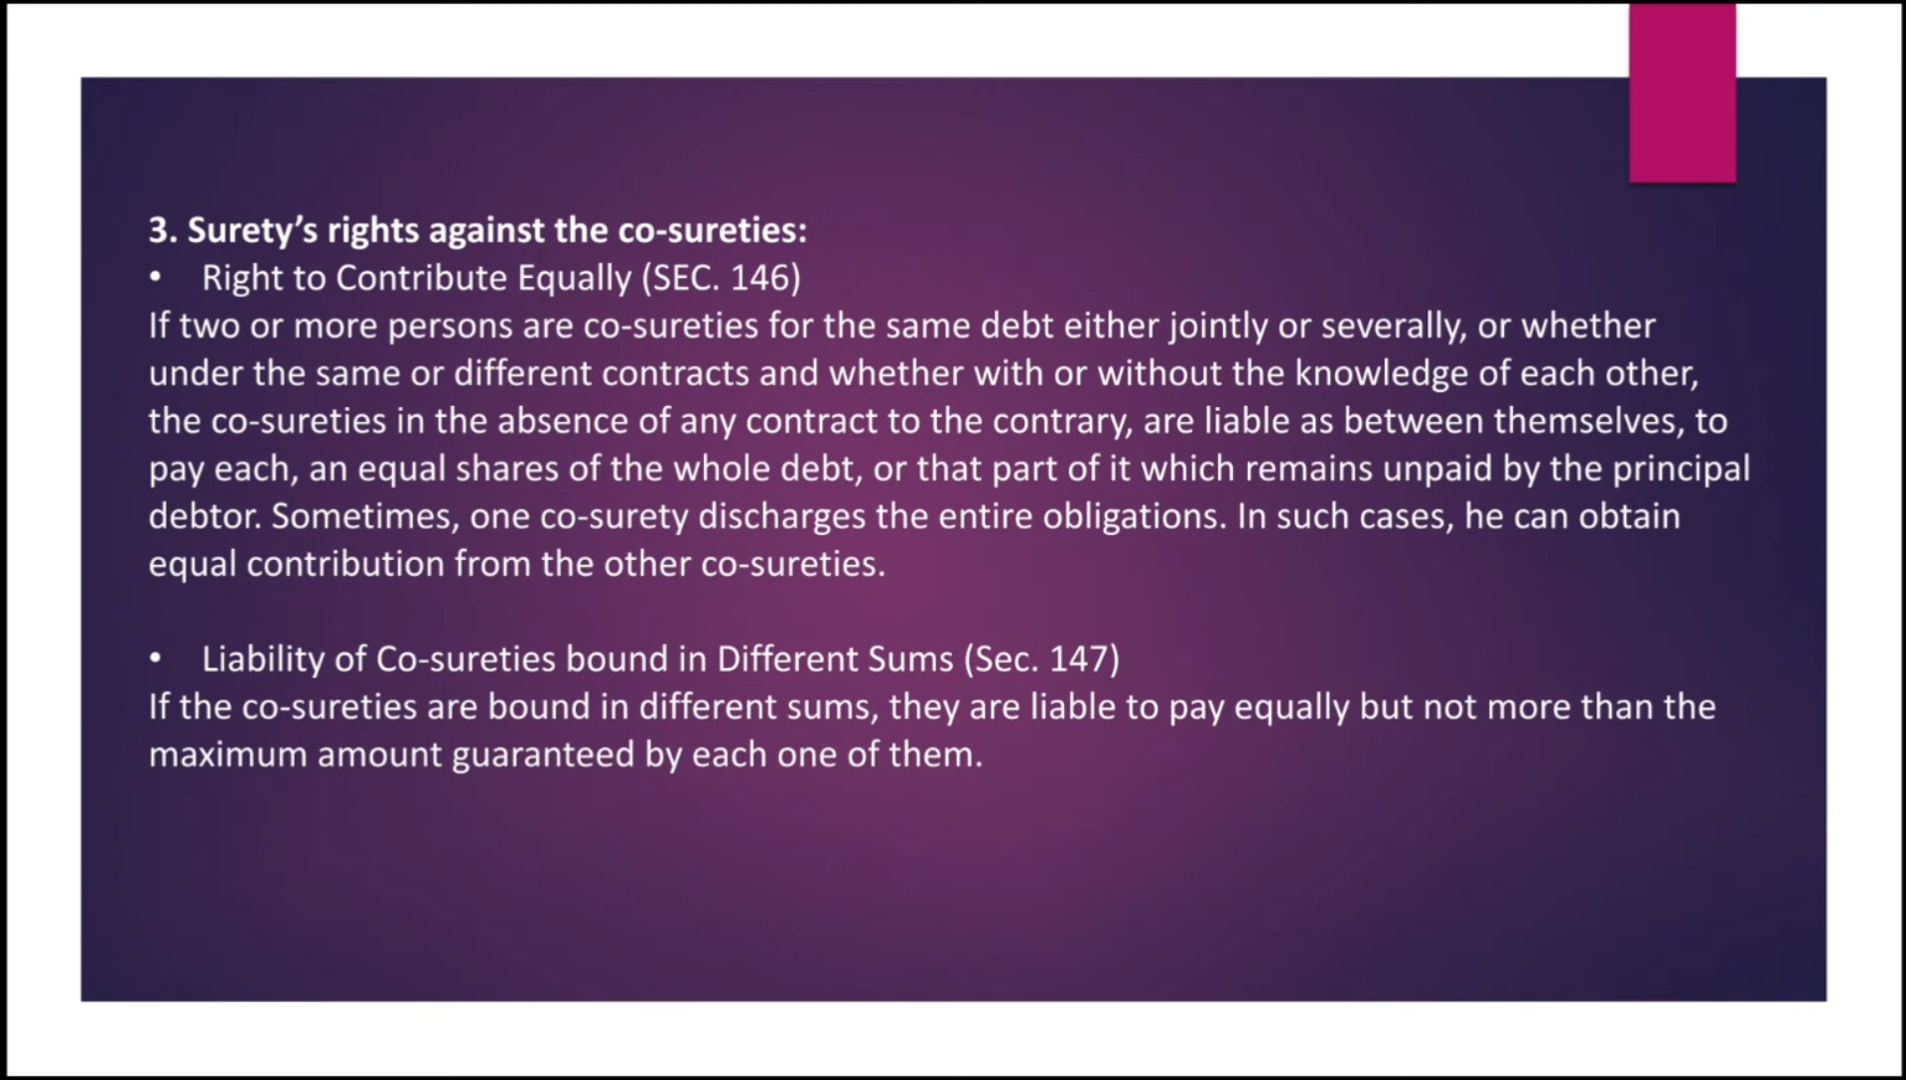 3. Surety’s rights against the co-sureties:
• Right to Contribute Equally (SEC. 146)
If two or more persons are co-sureties for the same debt either jointly or severally, or whether
under the same or different contracts and whether with or without the knowledge of each other,
the co-sureties in the absence of any contract to the contrary, are liable as between themselves, to
pay each, an equal shares of the whole debt, or that part of it which remains unpaid by the principal
debtor. Sometimes, one co-surety discharges the entire obligations. In such cases, he can obtain
equal contribution from the other co-sureties.
• Liability of Co-sureties bound in Different Sums (Sec. 147)
If the co-sureties are bound in different sums, they are liable to pay equally but not more than the
maximum amount guaranteed by each one of them.